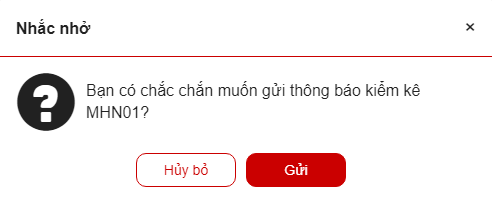 Nhắc nhở
×
Bạn có chắc chắn muốn gửi thông báo kiểm kê
MHN01?
Hủy bỏ
Gửi